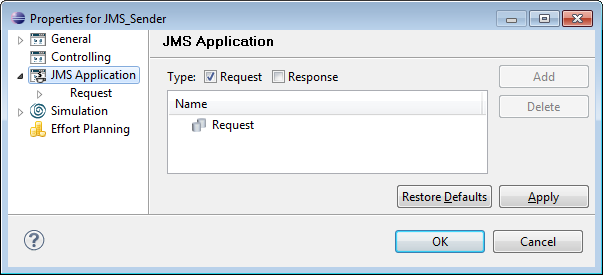 Properties for JMS_Sender
General
Controlling
JMS Application
Request
Simulation
Effort Planning
JMS Application
Type: Request Response
Add
Delete
Name
Request
Restore Defaults Apply
? OK Cancel